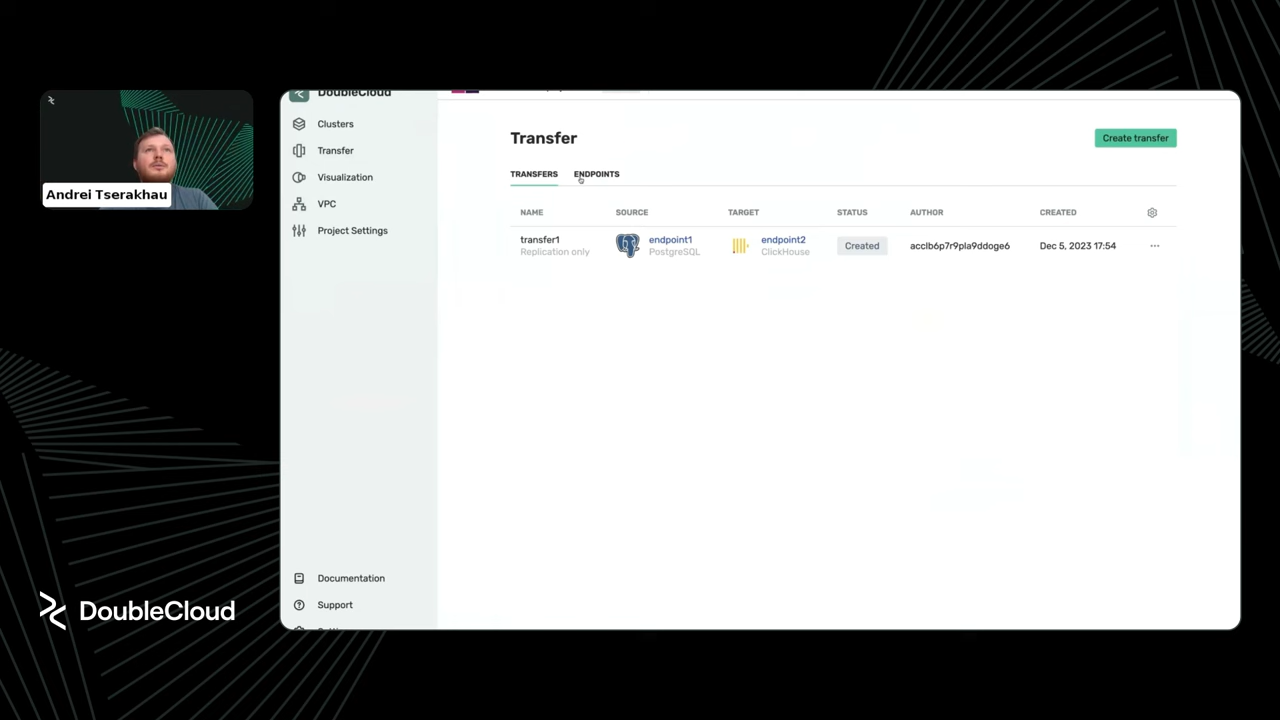 DoubleCloud
Clusters
Transfer
Visualization
VPC
Project Settings
Documentation
Support
Transfer
Create transfer
TRANSFERS ENDPOINTS
NAME SOURCE TARGET STATUS AUTHOR CREATED
transfer1 endpoint1 endpoint2 Created acclb6p7r9pla9ddoge6 Dec 5, 2023 17:54
Replication only PostgreSQL ClickHouse
Andrei Tserakhau
DoubleCloud